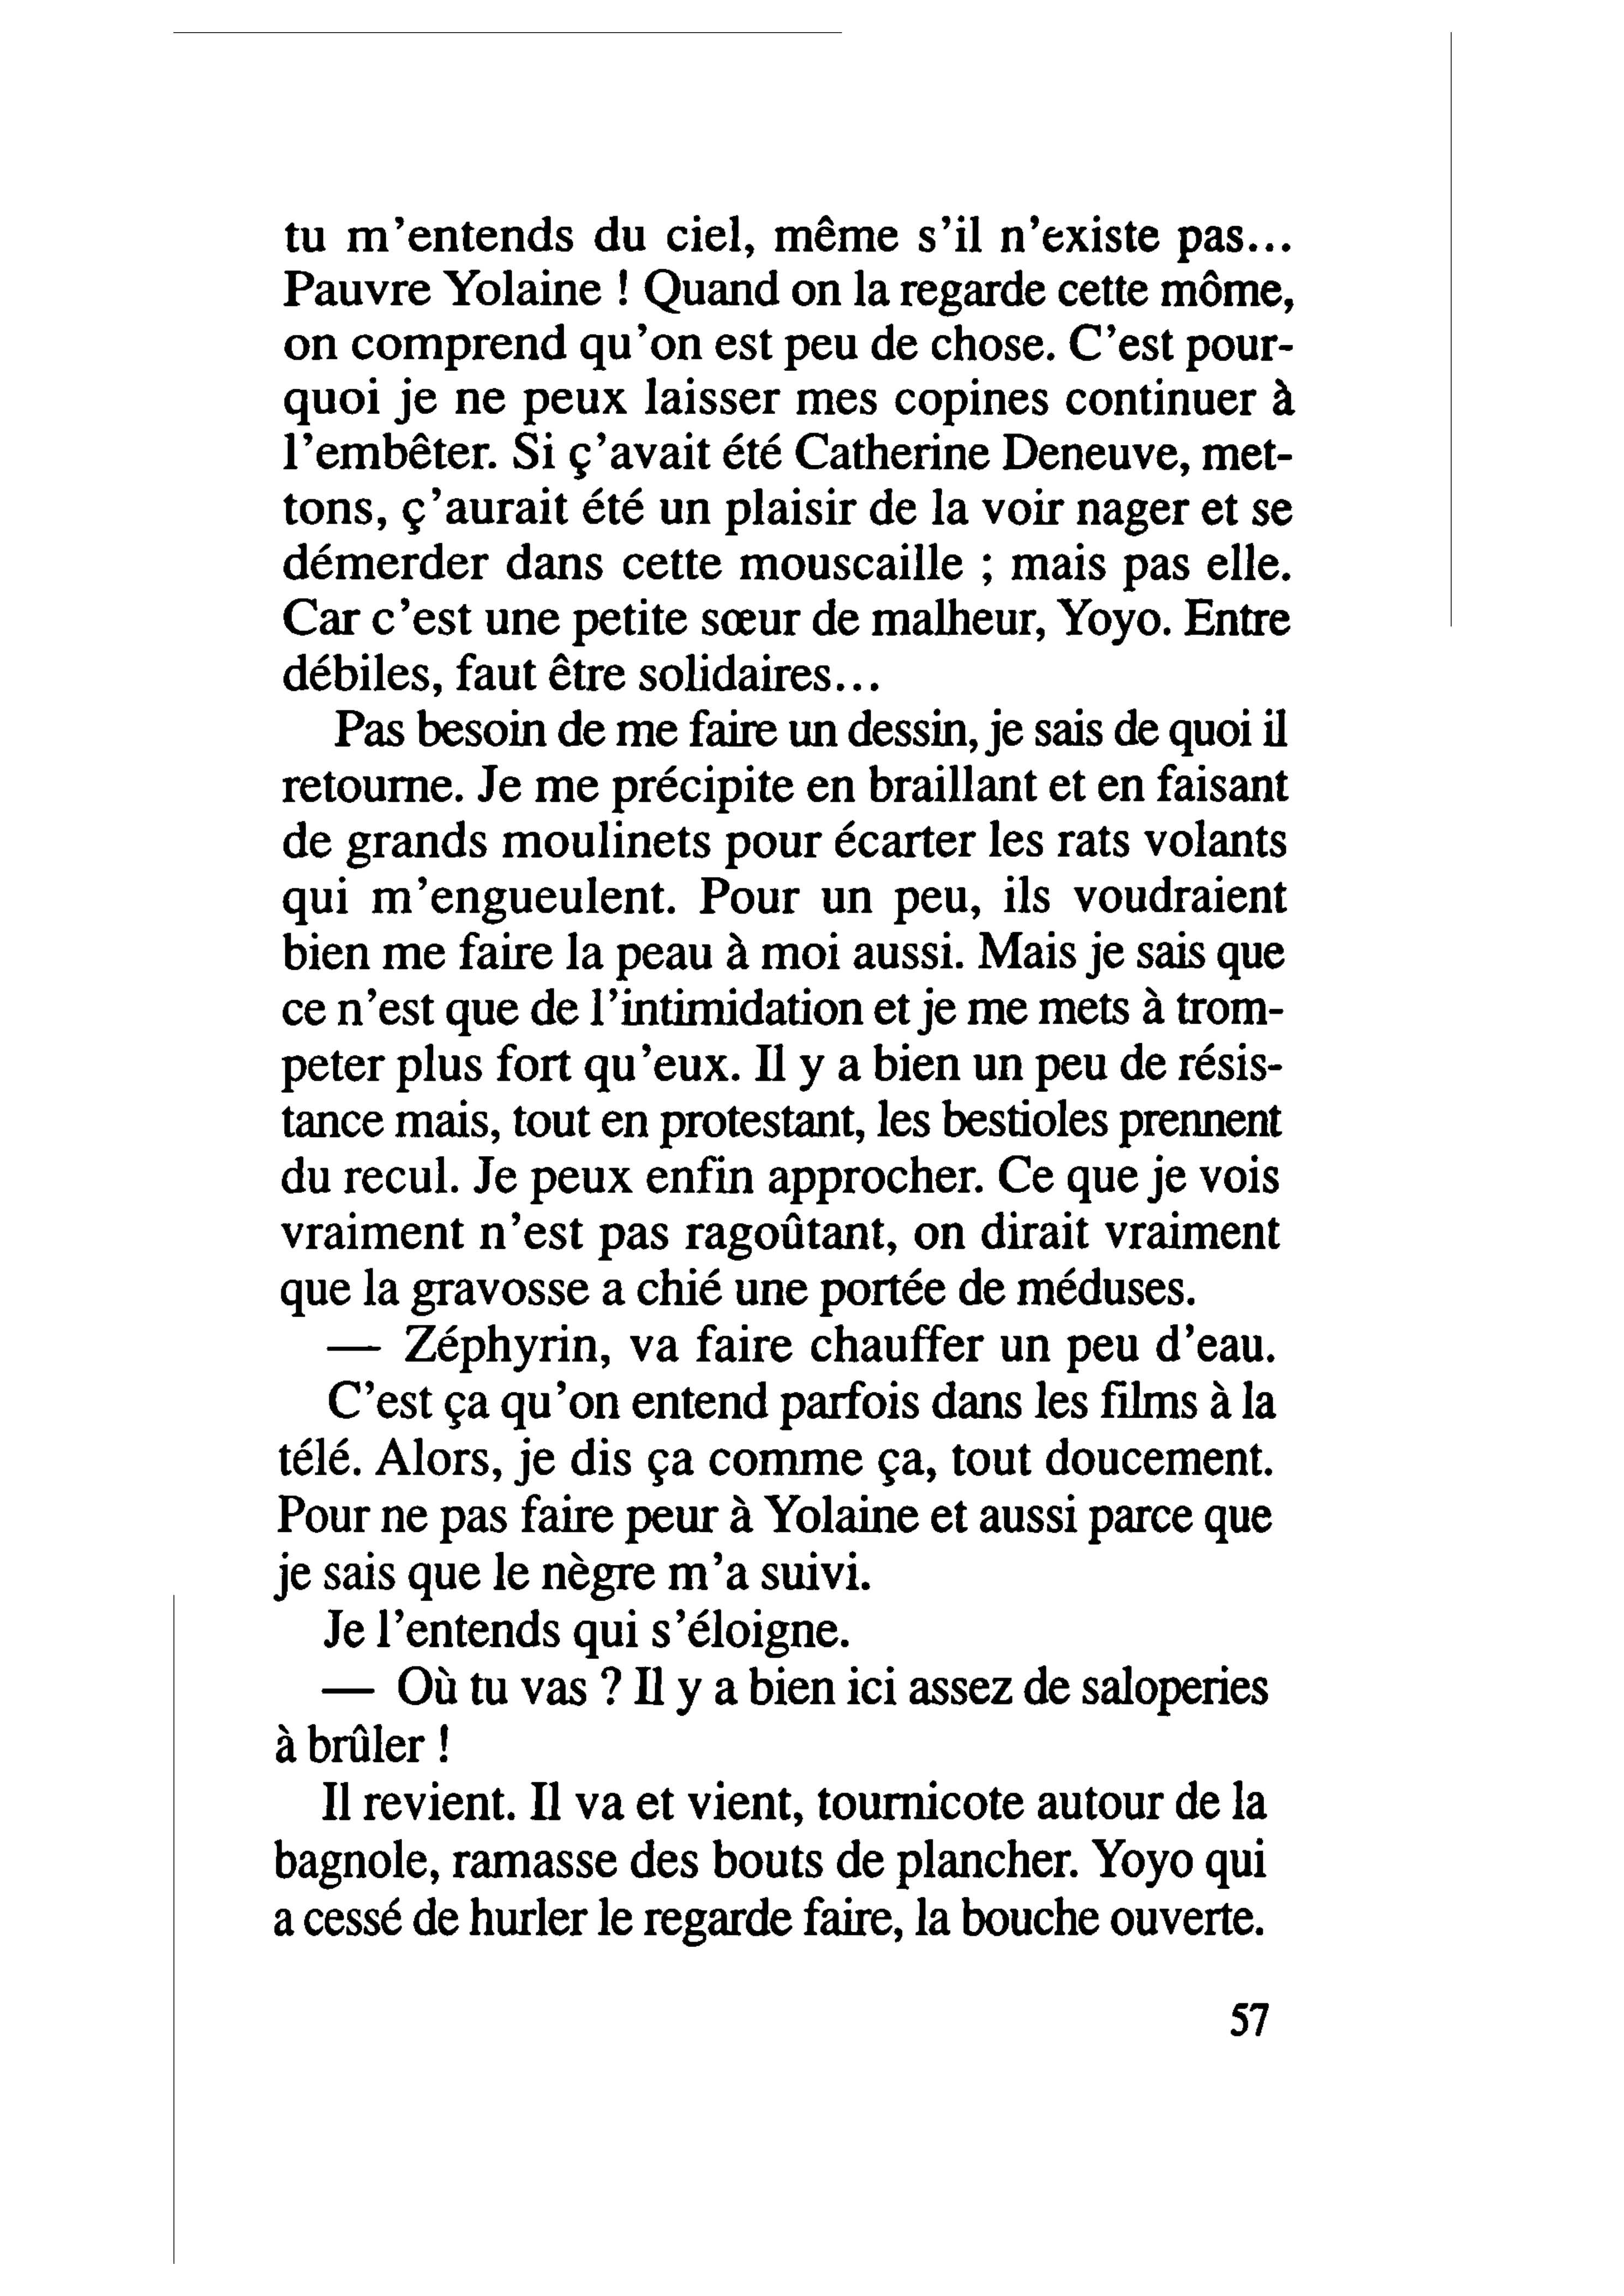 tu m'entends du ciel, même s'il n'existe pas...
Pauvre Yolaine ! Quand on la regarde cette môme,
on comprend qu'on est peu de chose. C'est pour-
quoi je ne peux laisser mes copines continuer à
l'embêter. Si ç'avait été Catherine Deneuve, met-
tons, ç'aurait été un plaisir de la voir nager et se
démerder dans cette mouscaille ; mais pas elle.
Car c'est une petite sœur de malheur, Yoyo. Entre
débiles, faut être solidaires...
Pas besoin de me faire un dessin, je sais de quoi il
retourne. Je me précipite en braillant et en faisant
de grands moulinets pour écarter les rats volants
qui m'engueulent. Pour un peu, ils voudraient
bien me faire la peau à moi aussi. Mais je sais que
ce n'est que de l'intimidation et je me mets à trom-
peter plus fort qu'eux. Il y a bien un peu de résis-
tance mais, tout en protestant, les bestioles prennent
du recul. Je peux enfin approcher. Ce que je vois
vraiment n'est pas ragoûtant, on dirait vraiment
que la gravosse a chié une portée de méduses.
— Zéphyrin, va faire chauffer un peu d'eau.
C'est ça qu'on entend parfois dans les films à la
télé. Alors, je dis ça comme ça, tout doucement.
Pour ne pas faire peur à Yolaine et aussi parce que
je sais que le nègre m'a suivi.
Je l'entends qui s'éloigne.
— Où tu vas ? Il y a bien ici assez de saloperies
à brûler !
Il revient. Il va et vient, tournicote autour de la
bagnole, ramasse des bouts de plancher. Yoyo qui
a cessé de hurler le regarde faire, la bouche ouverte.
57